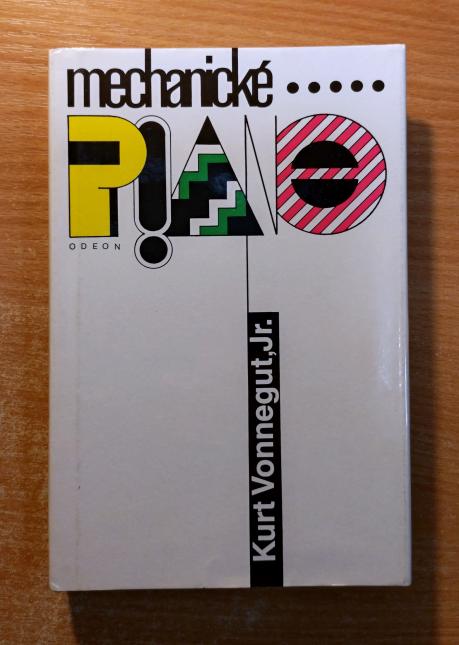 mechanické
PIANO
ODEON
Kurt Vonnegut, Jr.